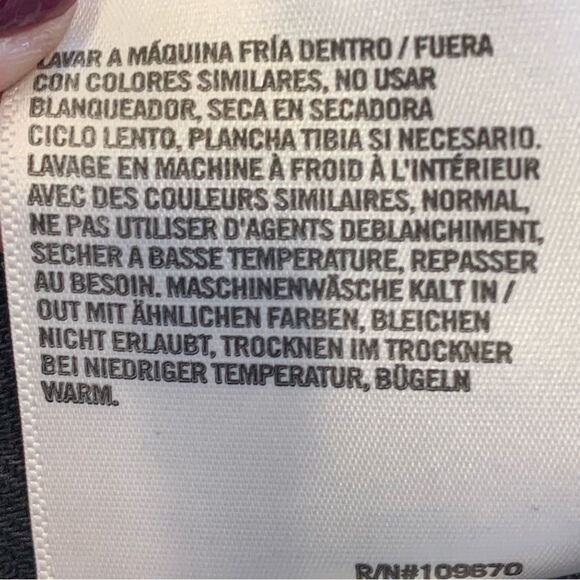 LAVAR A MÁQUINA FRÍA DENTRO / FUERA
CON COLORES SIMILARES, NO USAR
BLANQUEADOR, SECA EN SECADORA
CICLO LENTO, PLANCHA TIBIA SI NECESARIO.
LAVAGE EN MACHINE À FROID À L'INTÉRIEUR
AVEC DES COULEURS SIMILAIRES, NORMAL,
NE PAS UTILISER D'AGENTS DEBLANCHIMENT,
SECHER A BASSE TEMPERATURE, REPASSER
AU BESOIN. MASCHINENWÄSCHE KALT IN /
OUT MIT ÄHNLICHEN FARBEN, BLEICHEN
NICHT ERLAUBT, TROCKNEN IM TROCKNER
BEI NIEDRIGER TEMPERATUR, BÜGELN
WARM.
R/N#109670